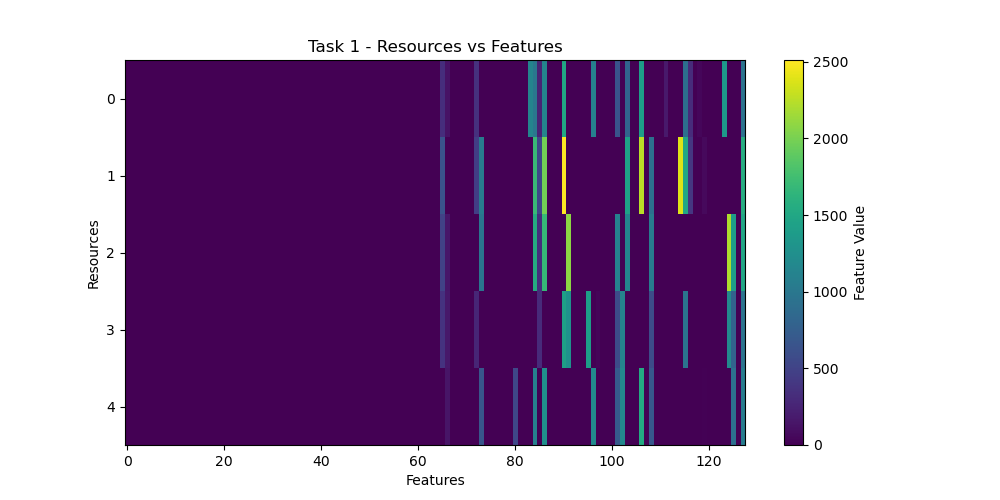 Task 1 - Resources vs Features
Resources
0
1
2
3
4
0 20 40 60 80 100 120
Features
2500
2000
1500
1000
500
0
Feature Value